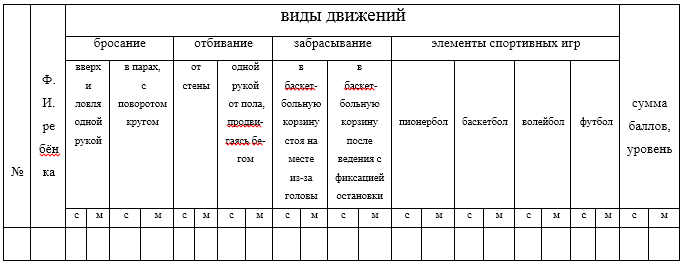 виды движений
бросание отбивание забрасывание элементы спортивных игр
№
Ф.
И.
ре
бён
ка
вверх
и
ловля
одной
рукой
в парах,
с
поворотом
кругом
от
стены
одной
рукой
от пола,
продви-
гаясь бе-
гом
в
баскет-
больную
корзину
стоя на
месте
из-за
головы
в
баскет-
больную
корзину
после
ведения с
фиксацией
остановки
пионербол
баскетбол
волейбол
футбол
сумма
баллов,
уровень
с м с м с м с м с м с м с м с м с м с м с м